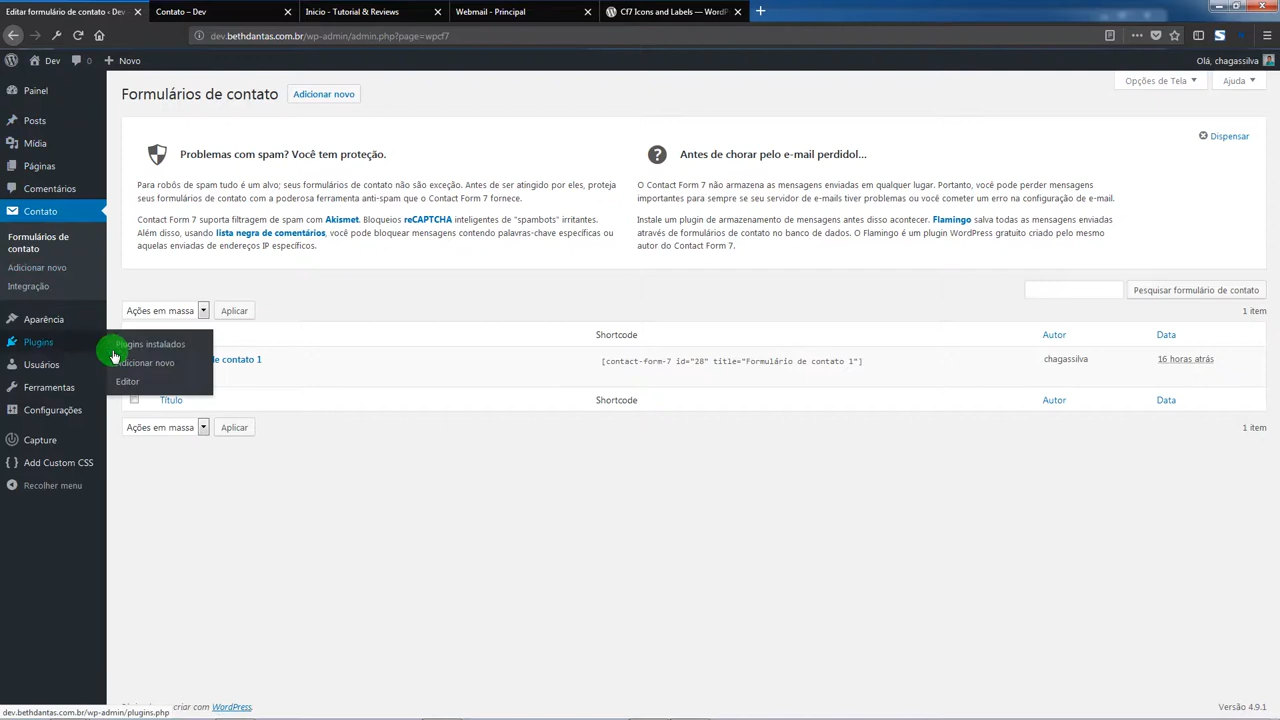 Editar formulário de contato ‹ Dev
Contato – Dev
Inicio - Tutorial & Reviews
Webmail - Principal
Cf7 Icons and Labels — WordP
dev.bethdantas.com.br/wp-admin/admin.php?page=wpcf7
Dev
0
Novo
Olá, chagassilva
Painel
Posts
Mídia
Páginas
Comentários
Contato
Formulários de
contato
Adicionar novo
Integração
Aparência
Plugins
Usuários
Ferramentas
Configurações
Capture
Add Custom CSS
Recolher menu
Plugins instalados
Adicionar novo
Editor
Opções de Tela
Ajuda
Formulários de contato
Adicionar novo
Dispensar
Problemas com spam? Você tem proteção.
Para robôs de spam tudo é um alvo; seus formulários de contato não são exceção. Antes de ser atingido por eles, proteja
seus formulários de contato com a poderosa ferramenta anti-spam que o Contact Form 7 fornece.
Contact Form 7 suporta filtragem de spam com Akismet. Bloqueios reCAPTCHA inteligentes de "spambots" irritantes.
Além disso, usando lista negra de comentários, você pode bloquear mensagens contendo palavras-chave específicas ou
aquelas enviadas de endereços IP específicos.
Antes de chorar pelo e-mail perdidol...
O Contact Form 7 não armazena as mensagens enviadas em qualquer lugar. Portanto, você pode perder mensagens
importantes para sempre se seu servidor de e-mails tiver problemas ou você cometer um erro na configuração de e-mail.
Instale um plugin de armazenamento de mensagens antes disso acontecer. Flamingo salva todas as mensagens enviadas
através de formulários de contato no banco de dados. O Flamingo é um plugin WordPress gratuito criado pelo mesmo
autor do Contact Form 7.
Pesquisar formulário de contato
Ações em massa
Aplicar
1 item
Shortcode
Autor
Data
de contato 1
[contact-form-7 id="28" title="Formulário de contato 1"]
chagassilva
16 horas atrás
Título
Shortcode
Autor
Data
Ações em massa
Aplicar
1 item
criar com WordPress.
Versão 4.9.1
dev.bethdantas.com.br/wp-admin/plugins.php